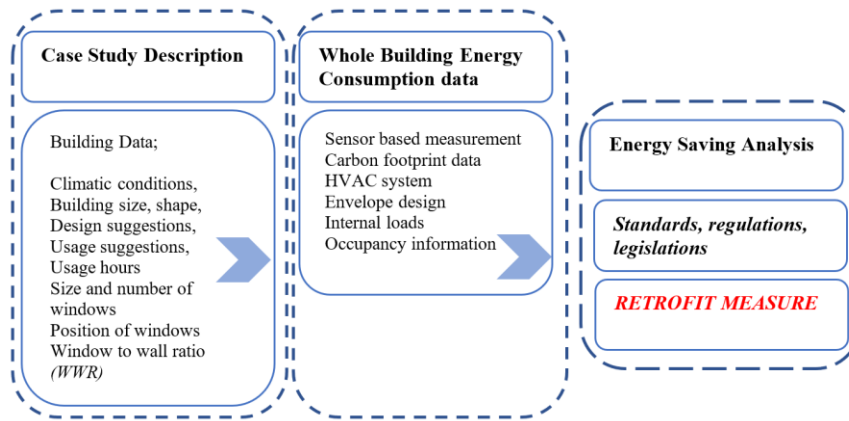 Case Study Description
Building Data;
Climatic conditions,
Building size, shape,
Design suggestions,
Usage suggestions,
Usage hours
Size and number of
windows
Position of windows
Window to wall ratio
(WWR)
Whole Building Energy
Consumption data
Sensor based measurement
Carbon footprint data
HVAC system
Envelope design
Internal loads
Occupancy information
Energy Saving Analysis
Standards, regulations,
legislations
RETROFIT MEASURE